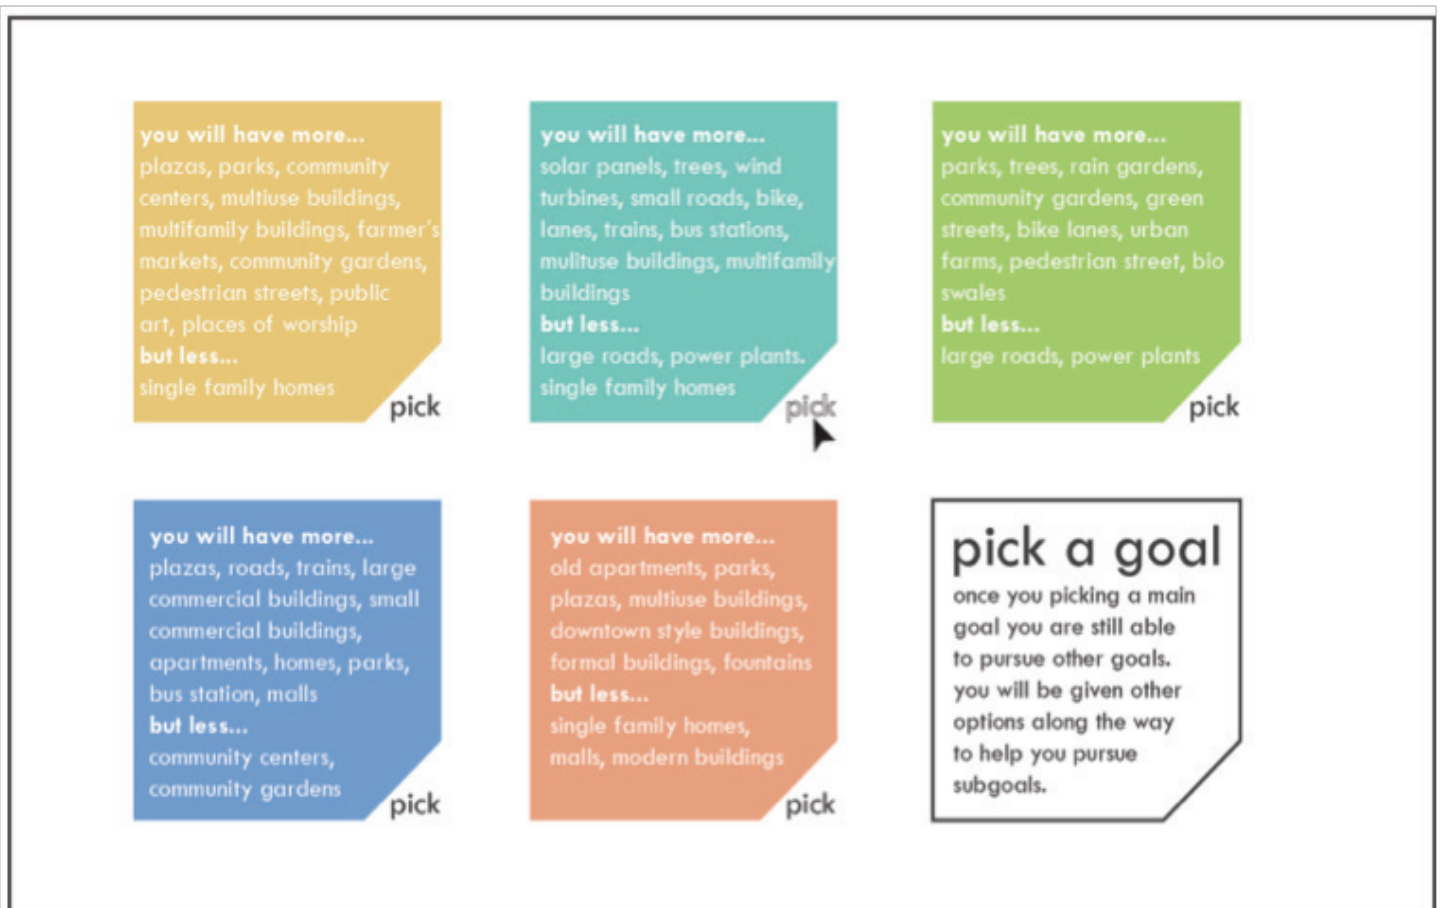 you will have more...
plazas, parks, community
centers, multiuse buildings,
multifamily buildings, farmer's
markets, community gardens,
pedestrian streets, public
art, places of worship
but less...
single family homes
pick
you will have more...
solar panels, trees, wind
turbines, small roads, bike,
lanes, trains, bus stations,
mulituse buildings, multifamily
buildings
but less...
large roads, power plants.
single family homes
pick
you will have more...
parks, trees, rain gardens,
community gardens, green
streets, bike lanes, urban
farms, pedestrian street, bio
swales
but less...
large roads, power plants
pick
you will have more...
plazas, roads, trains, large
commercial buildings, small
commercial buildings,
apartments, homes, parks,
bus station, malls
but less...
community centers,
community gardens
pick
you will have more...
old apartments, parks,
plazas, multiuse buildings,
downtown style buildings,
formal buildings, fountains
but less...
single family homes,
malls, modern buildings
pick
pick a goal
once you picking a main
goal you are still able
to pursue other goals.
you will be given other
options along the way
to help you pursue
subgoals.